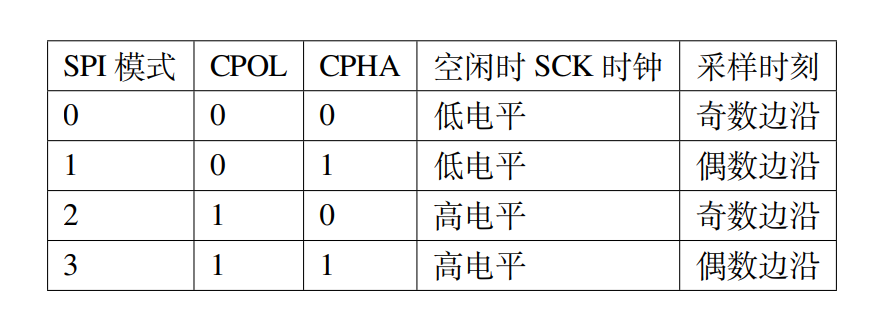 SPI 模式 CPOL CPHA 空闲时 SCK 时钟 采样时刻
0 0 0 低电平 奇数边沿
1 0 1 低电平 偶数边沿
2 1 0 高电平 奇数边沿
3 1 1 高电平 偶数边沿